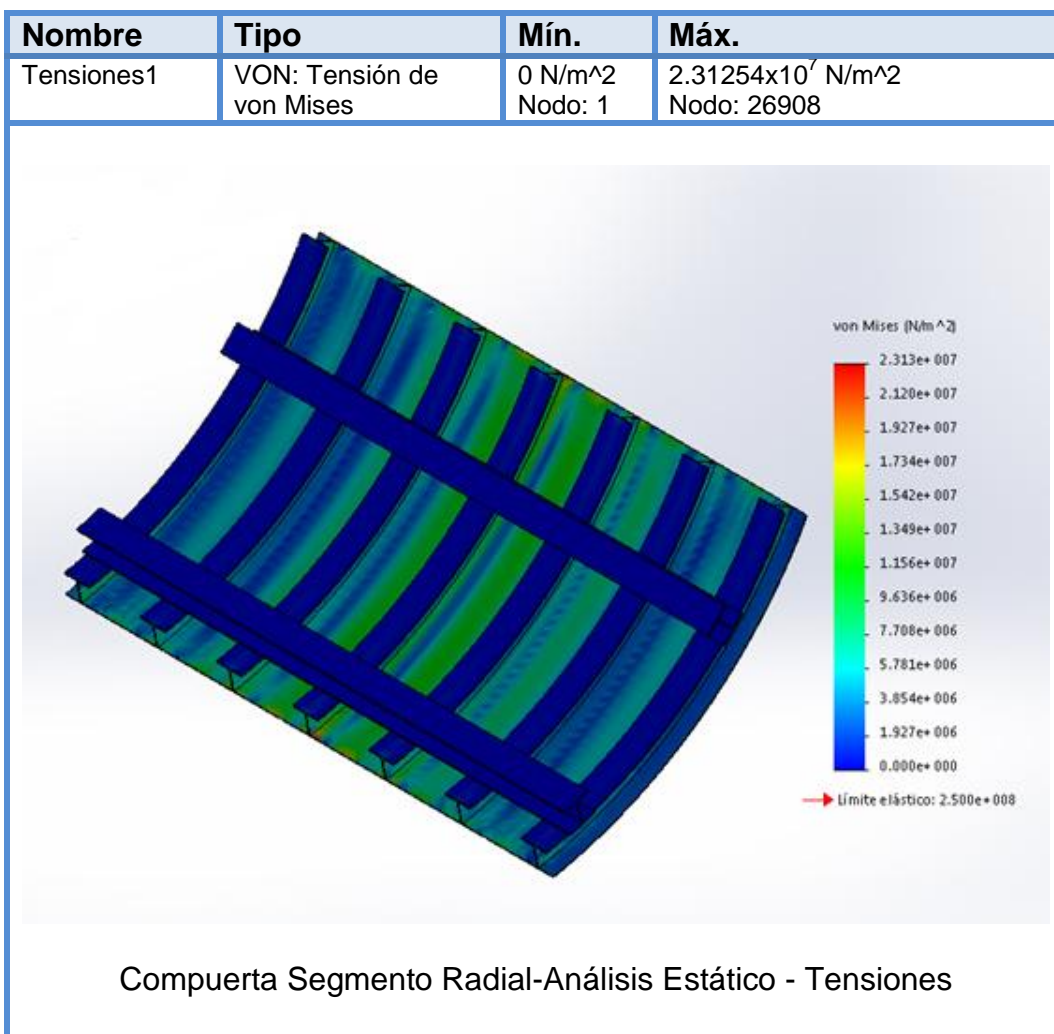 Nombre Tipo Mín. Máx.
Tensiones1 VON: Tensión de 0 N/m^2 2.31254x10^7 N/m^2
von Mises Nodo: 1 Nodo: 26908
von Mises (N/m^2)
2.313e+007
2.120e+007
1.927e+007
1.734e+007
1.542e+007
1.349e+007
1.156e+007
9.636e+006
7.708e+006
5.781e+006
3.854e+006
1.927e+006
0.000e+000
Límite elástico: 2.500e+008
Compuerta Segmento Radial-Análisis Estático - Tensiones